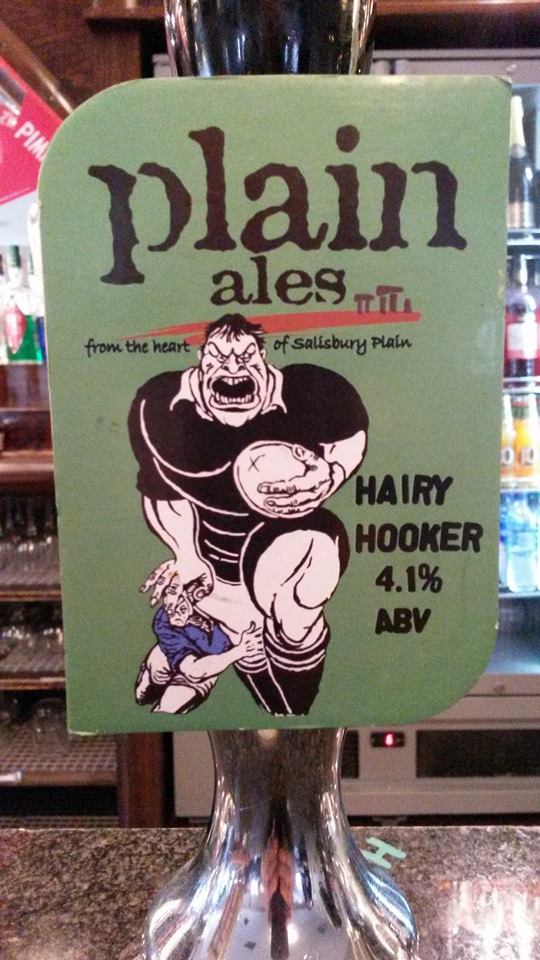 plain
ales
from the heart of Salisbury Plain
HAIRY
HOOKER
4.1%
ABV